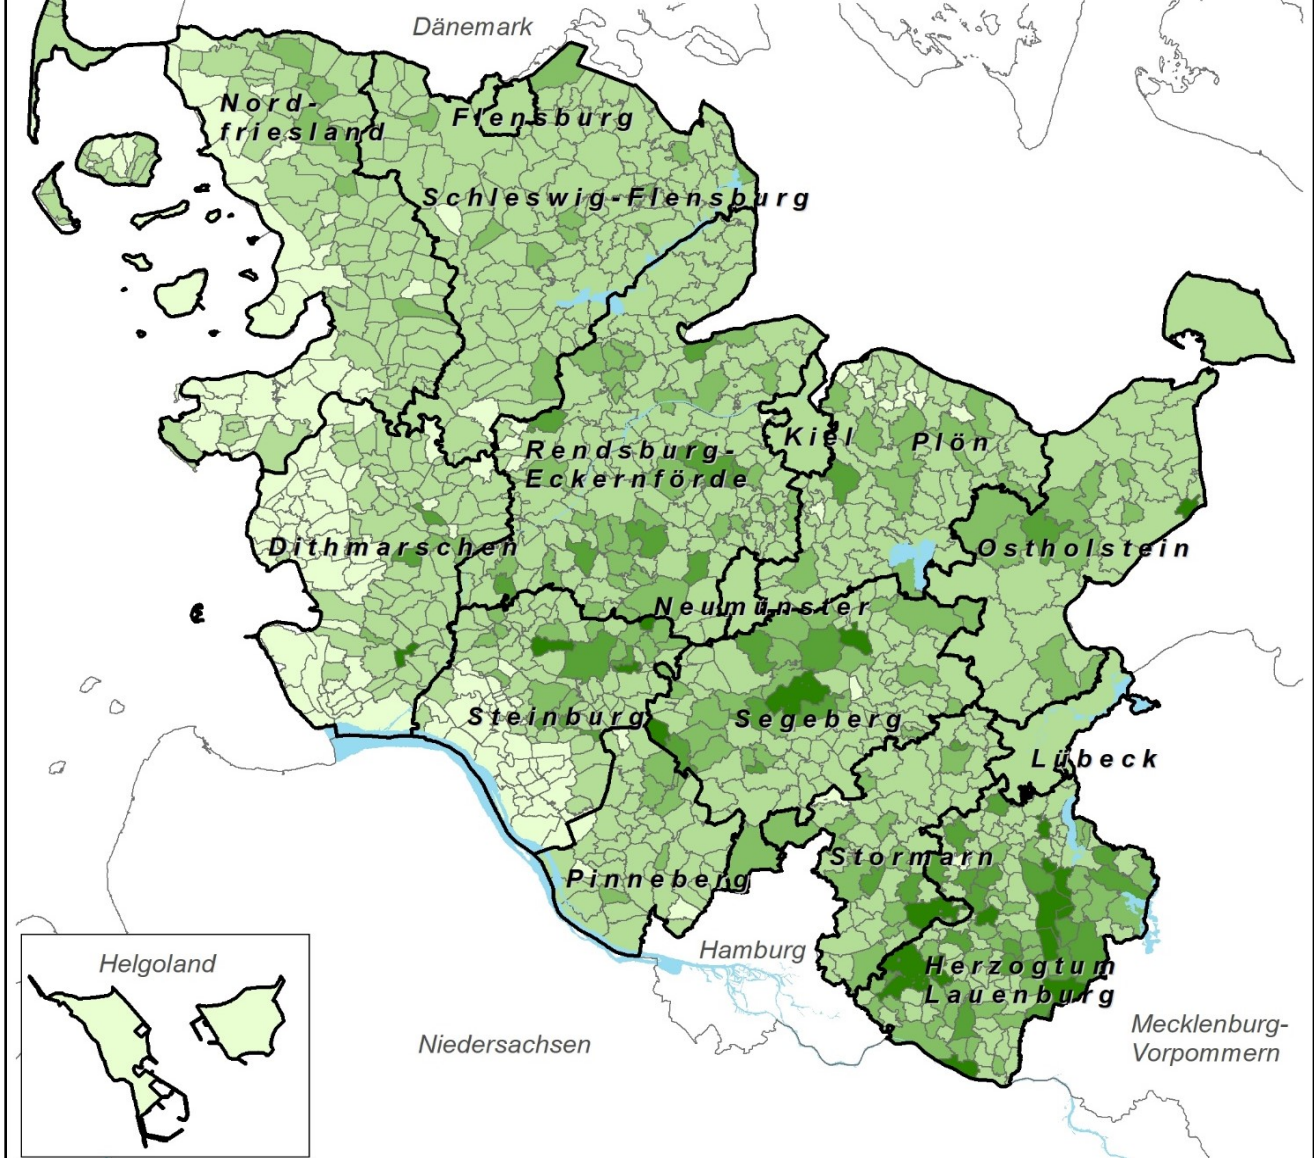 Dänemark
Nord-
friesland
Flensburg
Schleswig-Flensburg
Kiel
Plön
Rendsburg-
Eckernförde
Dithmarschen
Ostholstein
Neumünster
Steinburg
Segeberg
Lübeck
Stormarn
Pinneberg
Hamburg
Helgoland
Herzogtum
Lauenburg
Niedersachsen
Mecklenburg-
Vorpommern